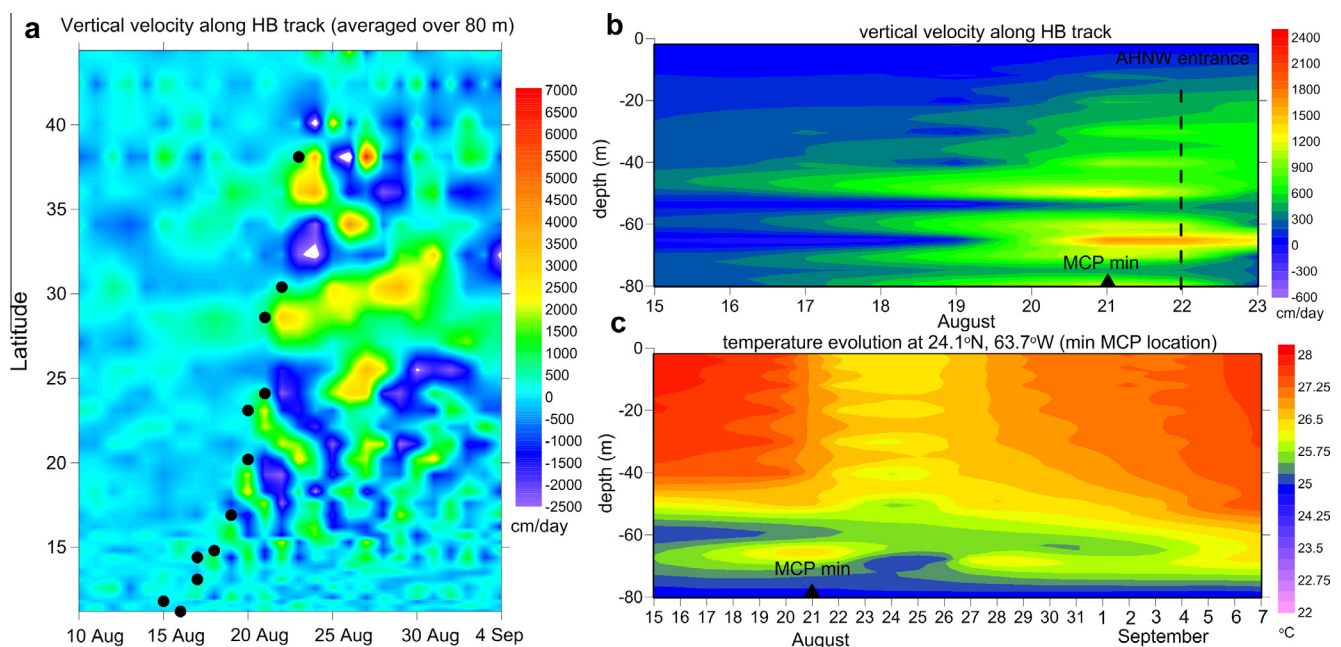 a
Vertical velocity along HB track (averaged over 80 m)
Latitude
40
35
30
25
20
15
10 Aug 15 Aug 20 Aug 25 Aug 30 Aug 4 Sep
7000
6500
6000
5500
5000
4500
4000
3500
3000
2500
2000
1500
1000
500
0
-500
-1000
-1500
-2000
-2500
cm/day
b
vertical velocity along HB track
AHNW entrance
depth (m)
0
-20
-40
-60
-80
MCP min
15 16 17 18 19 20 21 22 23
August
2400
2100
1800
1500
1200
900
600
300
0
-300
-600
cm/day
c
temperature evolution at 24.1°N, 63.7°W (min MCP location)
depth (m)
0
-20
-40
-60
-80
MCP min
15 16 17 18 19 20 21 22 23 24 25 26 27 28 29 30 31 1 2 3 4 5 6 7
August September
28
27.25
26.5
25.75
25
24.25
23.5
22.75
22
°C